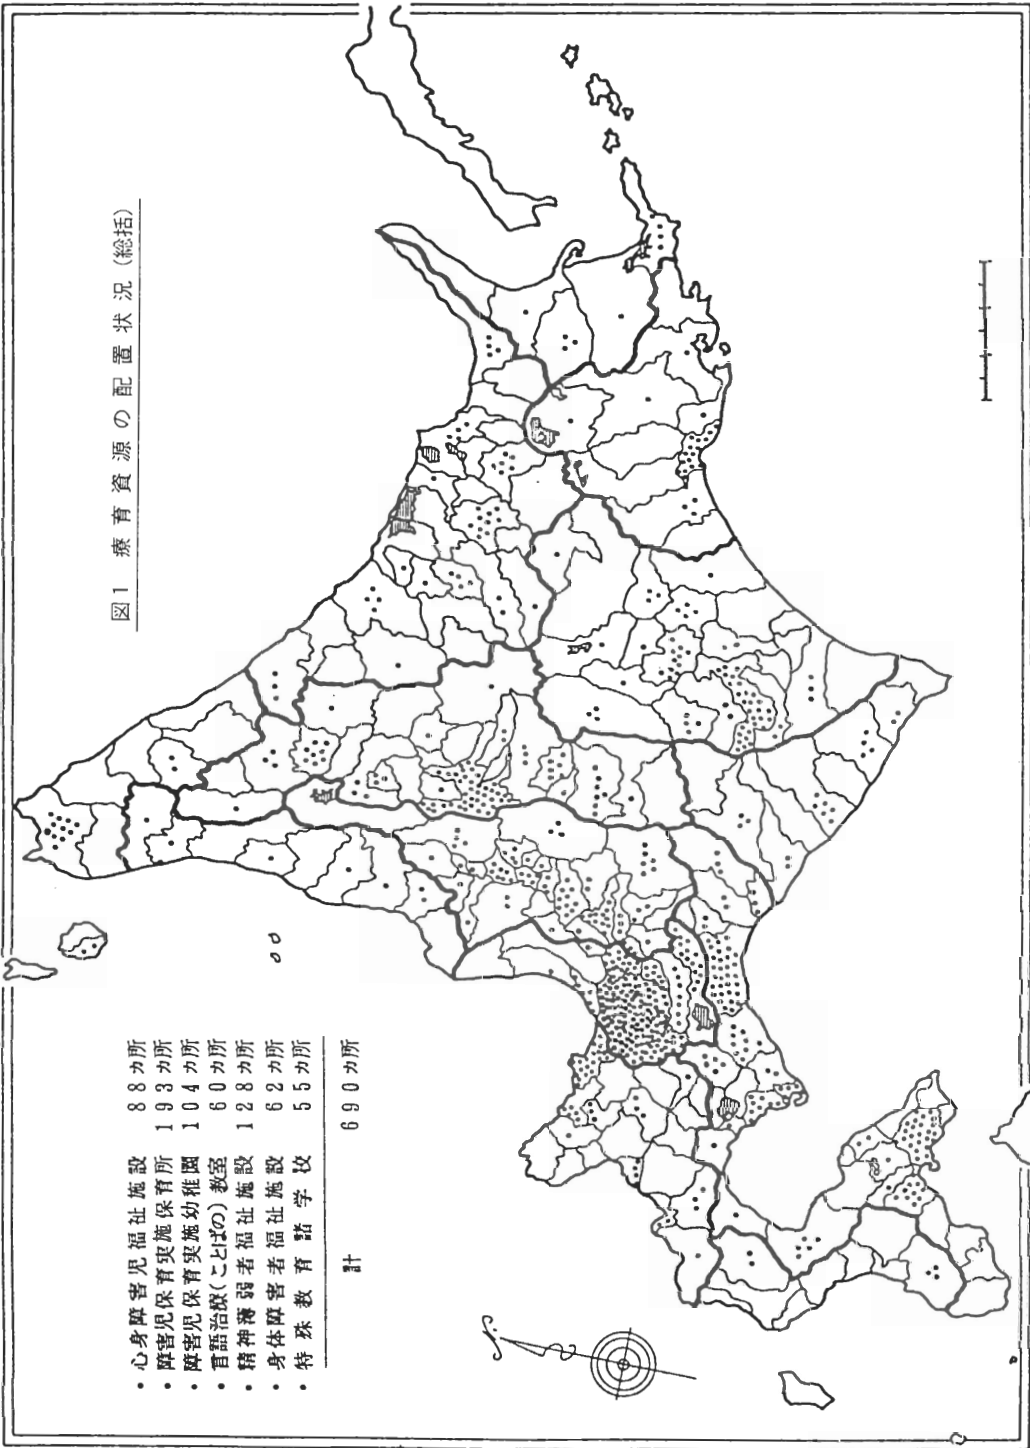 図1 療育資源の配置状況(総括)
・心身障害児福祉施設 88カ所
・障害児保育実施保育所 193カ所
・障害児保育実施幼稚園 104カ所
・言語治療(ことばの)教室 60カ所
・精神薄弱者福祉施設 128カ所
・身体障害者福祉施設 62カ所
・特殊教育諸学校 55カ所
計 690カ所